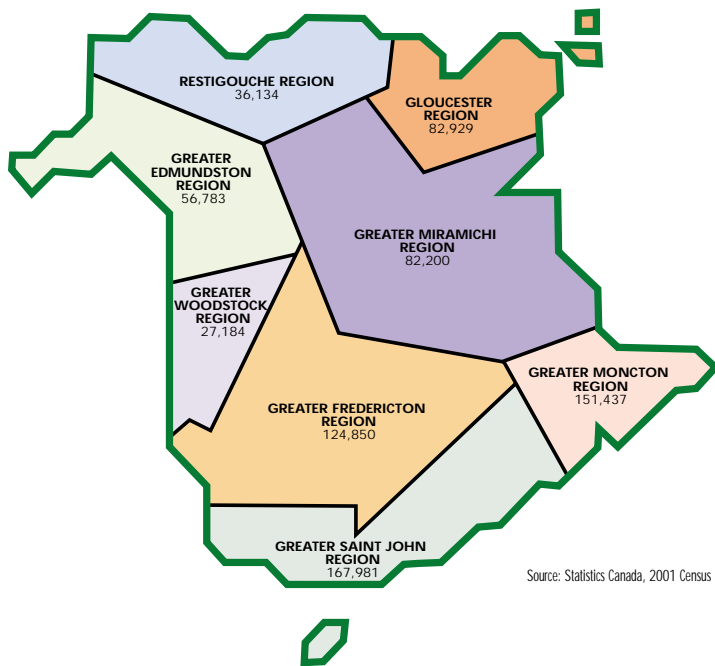 RESTIGOUCHE REGION
36,134
GLOUCESTER
REGION
82,929
GREATER
EDMUNDSTON
REGION
56,783
GREATER MIRAMICHI
REGION
82,200
GREATER
WOODSTOCK
REGION
27,184
GREATER MONCTON
REGION
151,437
GREATER FREDERICTON
REGION
124,850
GREATER SAINT JOHN
REGION
167,981
Source: Statistics Canada, 2001 Census